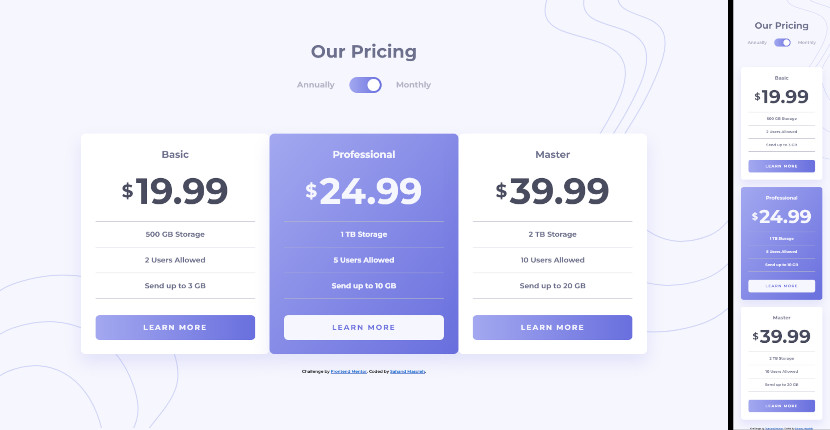 Our Pricing
Annually Monthly
Basic
$19.99
500 GB Storage
2 Users Allowed
Send up to 3 GB
LEARN MORE
Professional
$24.99
1 TB Storage
5 Users Allowed
Send up to 10 GB
LEARN MORE
Master
$39.99
2 TB Storage
10 Users Allowed
Send up to 20 GB
LEARN MORE
Challenge by Frontend Mentor. Coded by
Our Pricing
Annually Monthly
Basic
$19.99
500 GB Storage
2 Users Allowed
Send up to 3 GB
LEARN MORE
Professional
$24.99
1 TB Storage
5 Users Allowed
Send up to 10 GB
LEARN MORE
Master
$39.99
2 TB Storage
10 Users Allowed
Send up to 20 GB
LEARN MORE